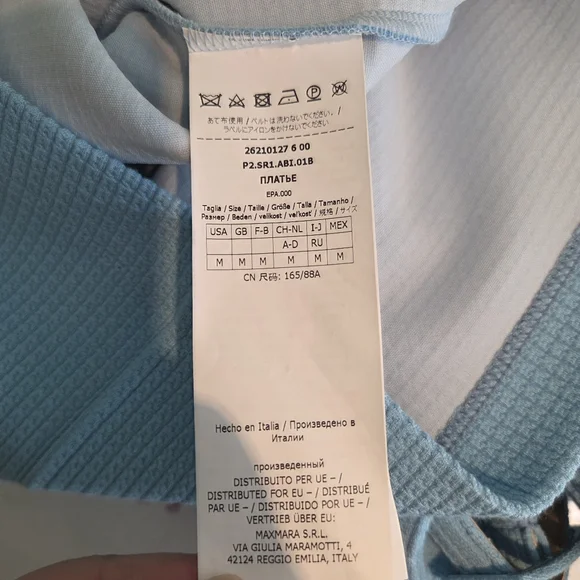 あて布使用 / ベルトは洗わないでください。/
ラベルにアイロンをかけないでください。
26210127 6 00
P2.SR1.ABI.01B
ПЛАТЬЕ
EPA.000
Taglia / Size / Taille / Größe / Talla / Tamanho /
Размер / Beden / velikost / veľkosť / 规格 / サイズ
USA GB F-B CH-NL I-J MEX
A-D RU
M M M M M M
CN 尺码: 165/88A
Hecho en Italia / Произведено в
Италии
произведенный
DISTRIBUITO PER UE – /
DISTRIBUTED FOR EU – / DISTRIBUÉ
PAR UE – / DISTRIBUIDO POR UE – /
VERTRIEB ÜBER EU:
MAXMARA S.R.L.
VIA GIULIA MARAMOTTI, 4
42124 REGGIO EMILIA, ITALY